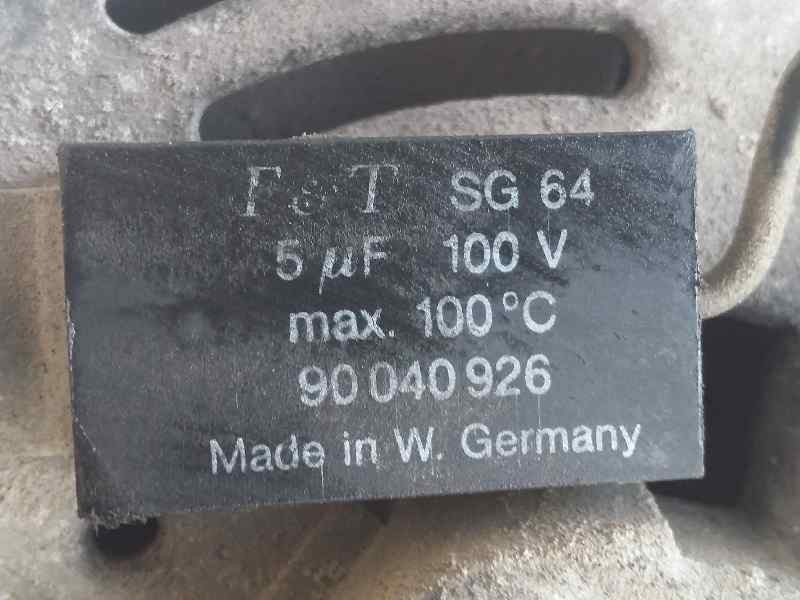 F & T SG 64
5 µF 100 V
max. 100°C
90 040 926
Made in W. Germany